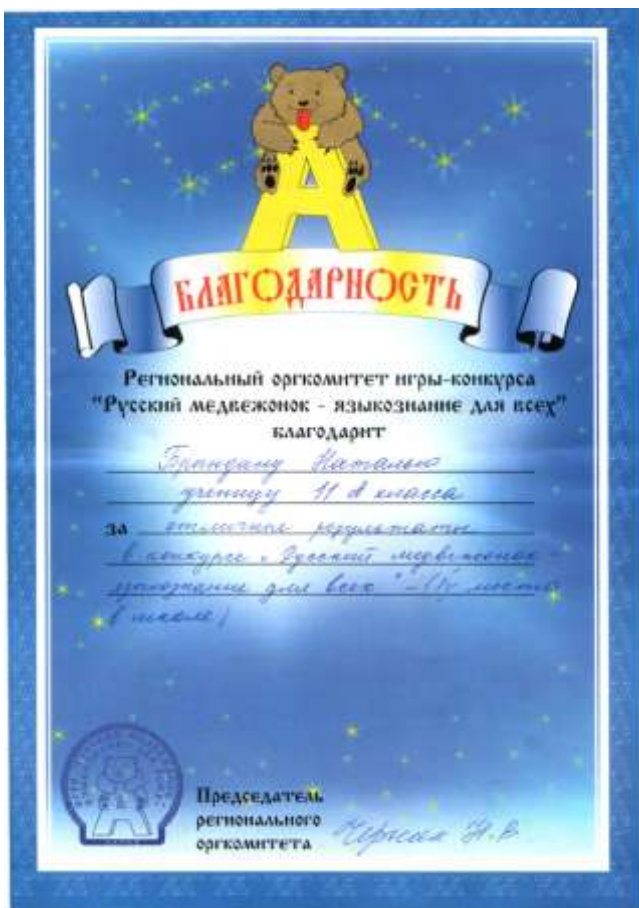 БЛАГОДАРНОСТЬ
Региональный оргкомитет игры-конкурса
"Русский медвежонок - языкознание для всех"
благодарит
Наталью
ученицу 11 А класса
за отличные результаты
в конкурсе „Русский медвежонок -
языкознание для всех" - (IV место
в школе)
Председатель
регионального
оргкомитета Н.В.